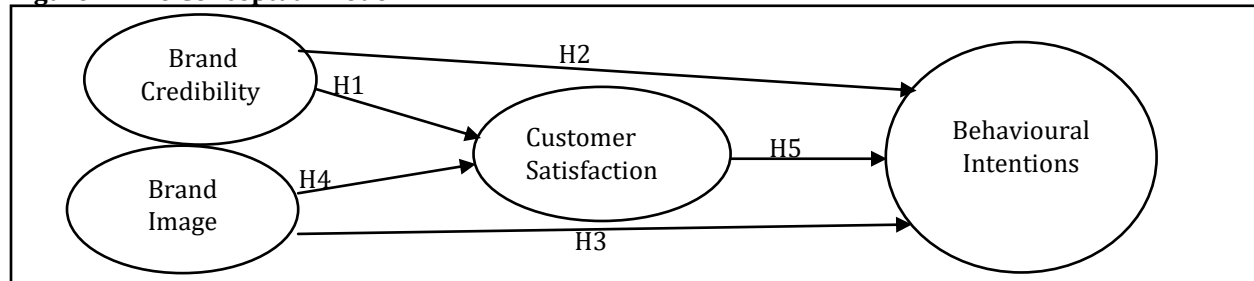 Brand
Credibility
H2
H1
Customer
Satisfaction
H5
Behavioural
Intentions
Brand
Image
H4
H3